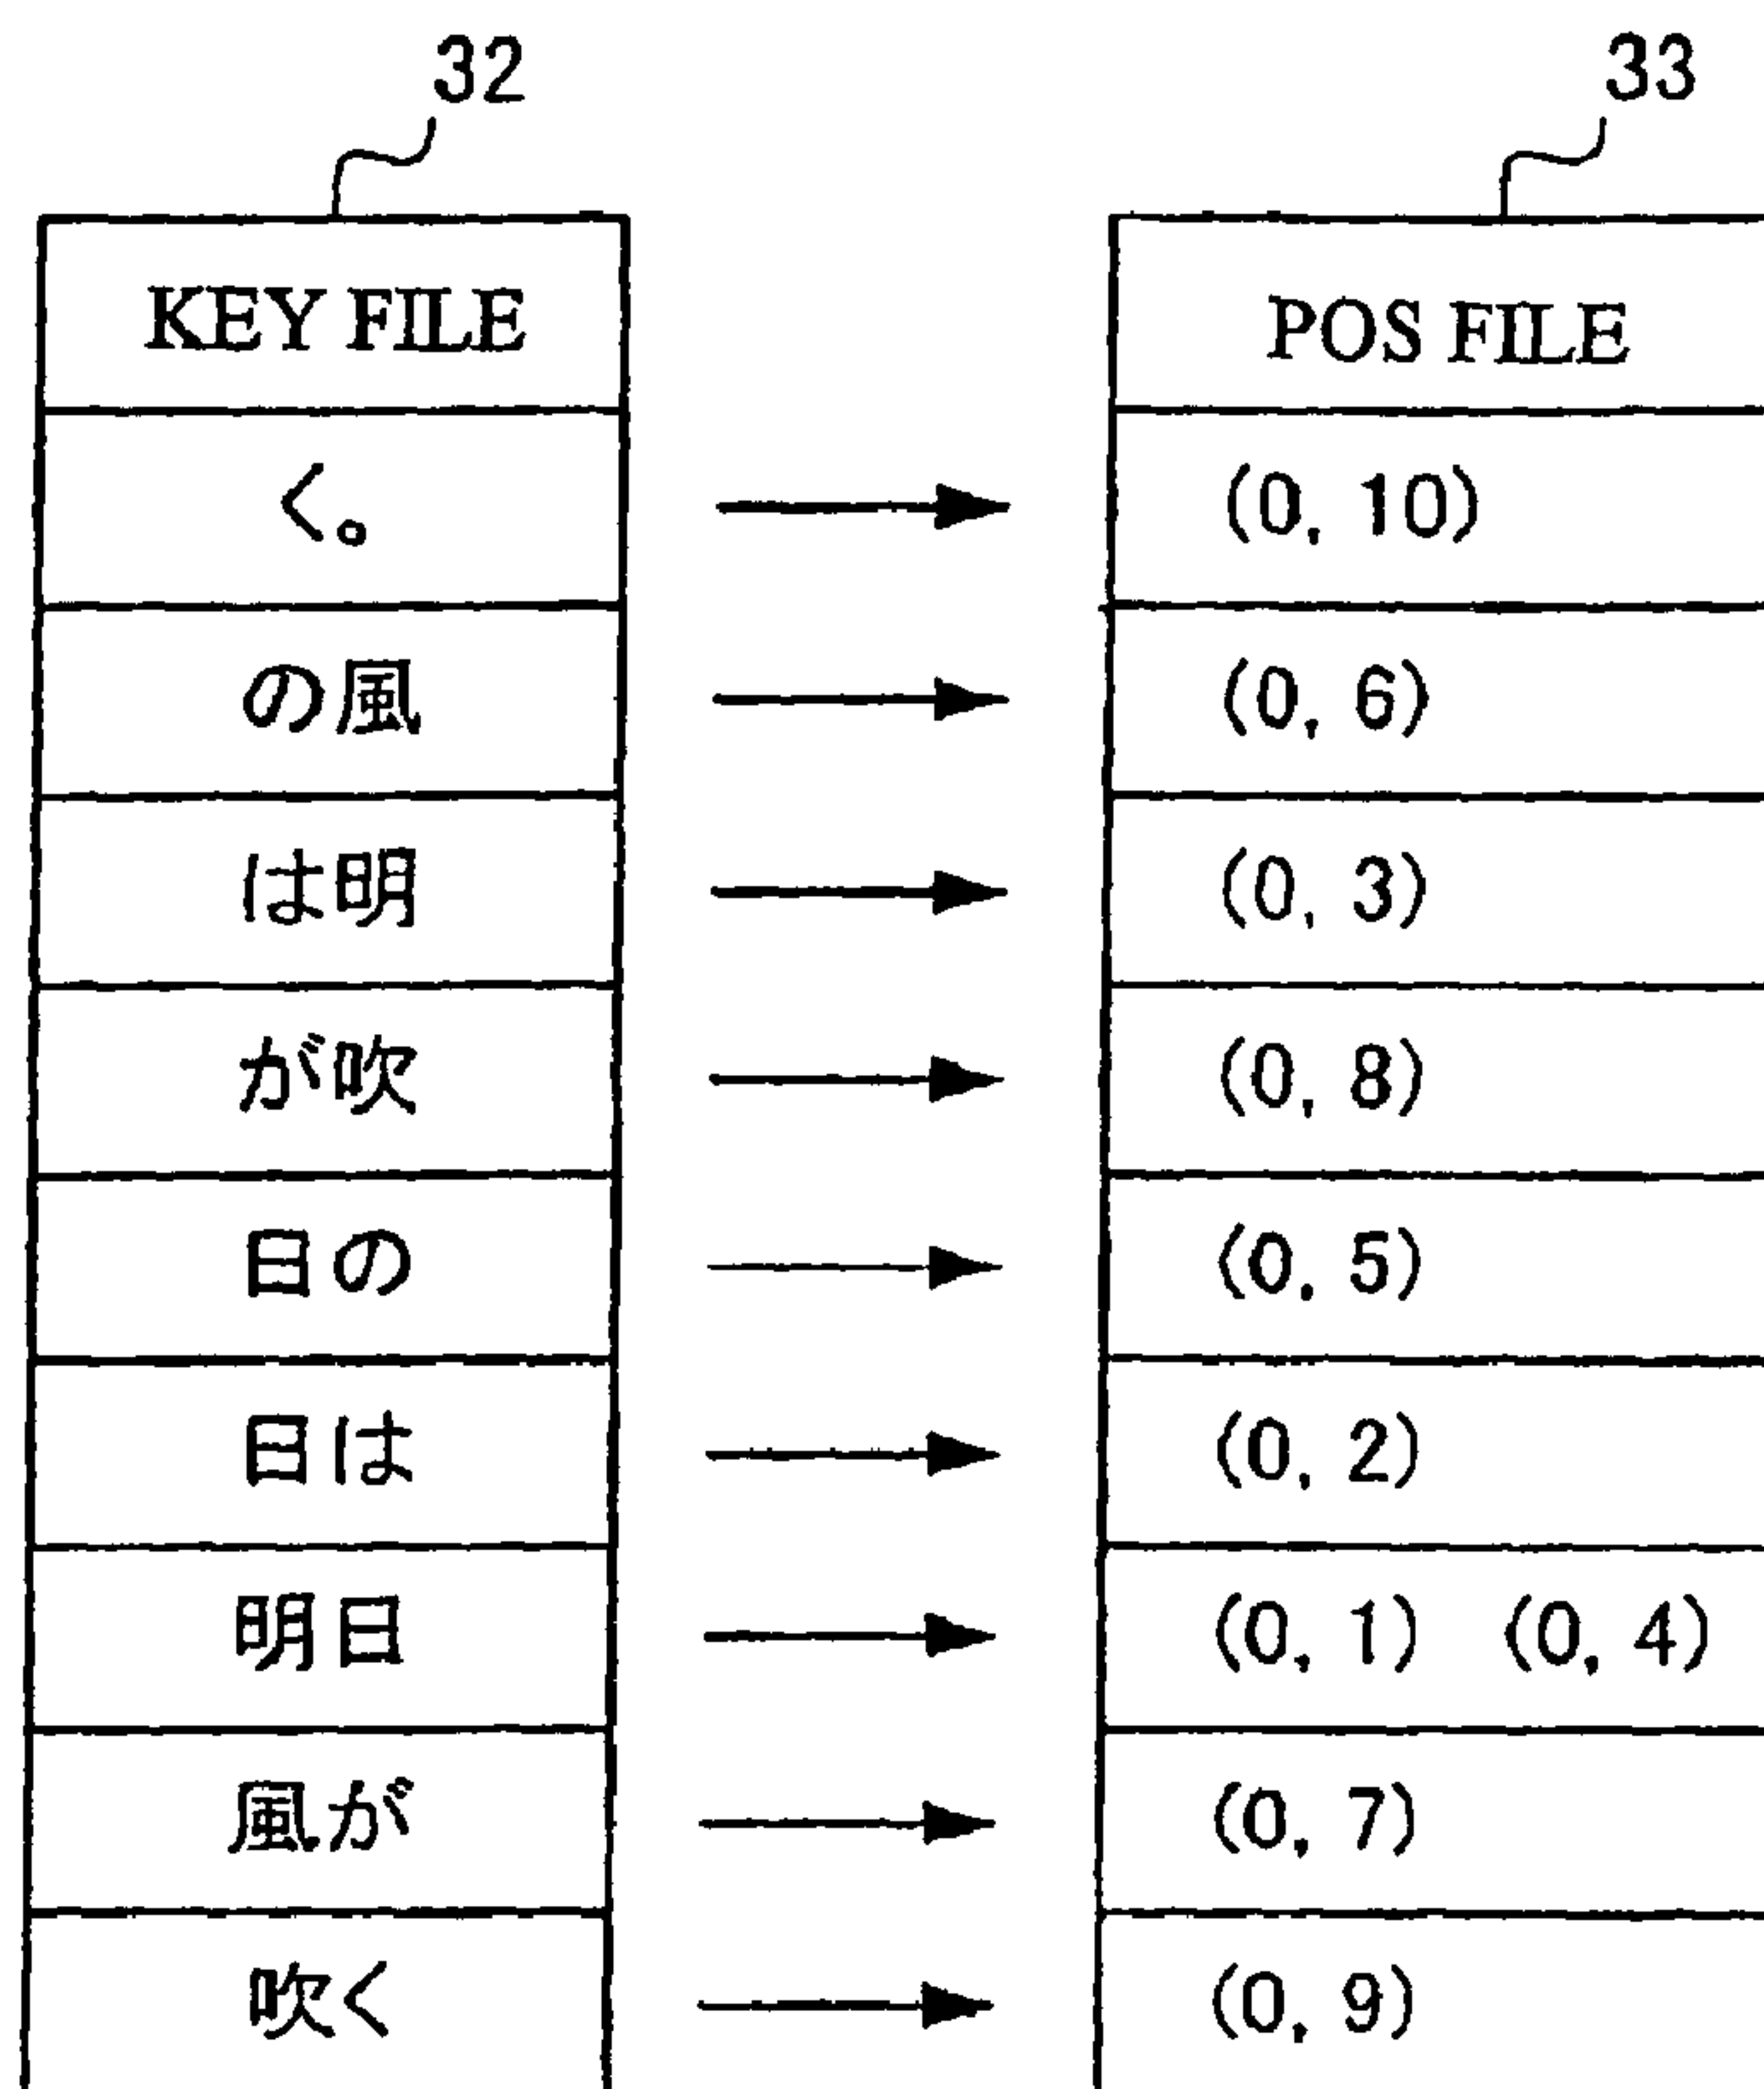 32 33
KEY FILE POS FILE
く。 (0, 10)
の風 (0, 6)
は明 (0, 3)
が吹 (0, 8)
日の (0, 5)
日は (0, 2)
明日 (0, 1) (0, 4)
風が (0, 7)
吹く (0, 9)